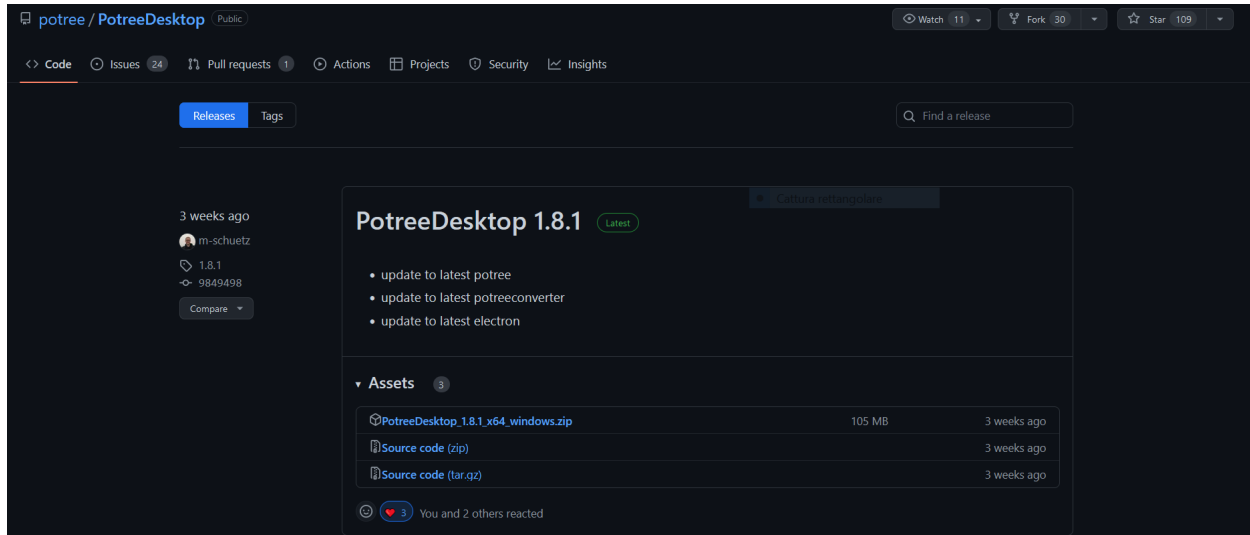 potree / PotreeDesktop Public
Watch 11 Fork 30 Star 109
Code Issues 24 Pull requests 1 Actions Projects Security Insights
Releases Tags
Find a release
3 weeks ago
m-schuetz
1.8.1
9849498
Compare
Cattura rettangolare
PotreeDesktop 1.8.1 Latest
• update to latest potree
• update to latest potreeconverter
• update to latest electron
Assets 3
PotreeDesktop_1.8.1_x64_windows.zip 105 MB 3 weeks ago
Source code (zip) 3 weeks ago
Source code (tar.gz) 3 weeks ago
3 You and 2 others reacted